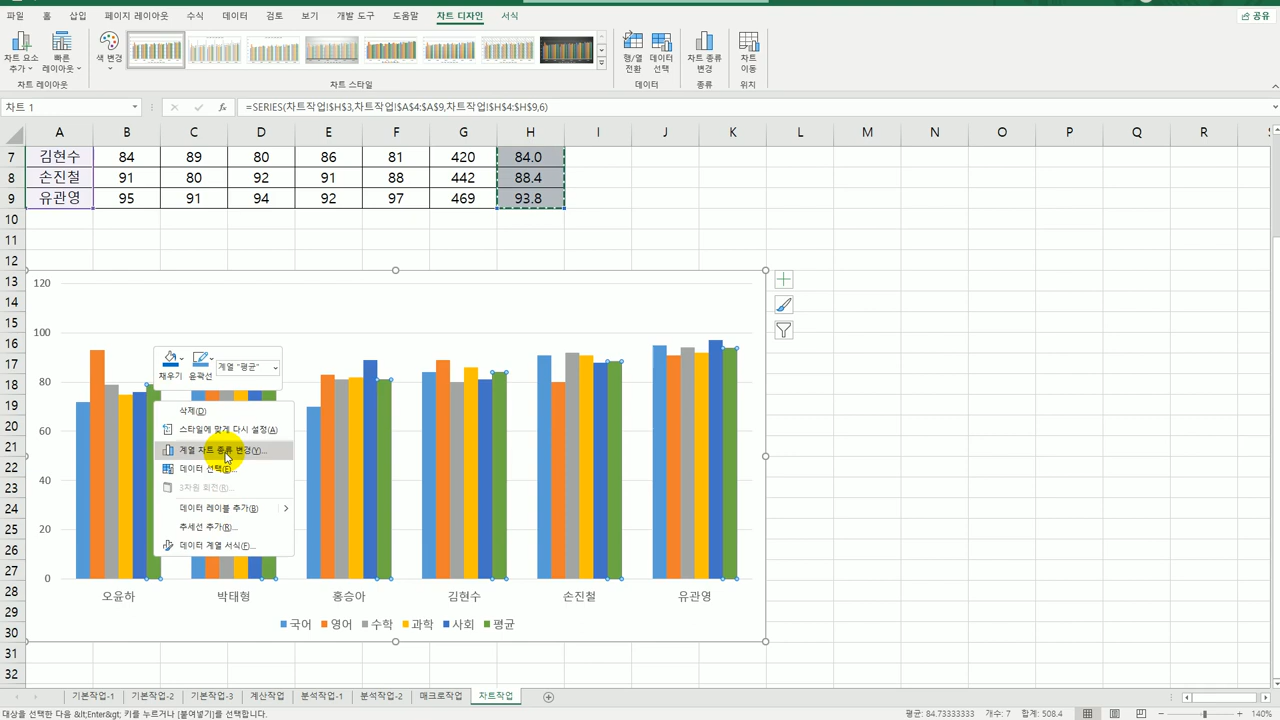 파일 홈 삽입 페이지 레이아웃 수식 데이터 검토 보기 개발 도구 도움말 차트 디자인 서식 공유
차트 요소 추가 빠른 레이아웃 색 변경 행/열 전환 데이터 선택 차트 종류 변경 차트 이동
차트 레이아웃 차트 스타일 데이터 종류 위치
차트 1 fx =SERIES(차트작업!$H$3,차트작업!$A$4:$A$9,차트작업!$H$4:$H$9,6)
A B C D E F G H I J K L M N O P Q R
7 김현수 84 89 80 86 81 420 84.0
8 손진철 91 80 92 91 88 442 88.4
9 유관영 95 91 94 92 97 469 93.8
10
11
12
13
14
15
16
17
18
19
20
21
22
23
24
25
26
27
28
29
30
31
32
120
100
80
60
40
20
0
채우기 윤곽선 계열 "평균"
삭제(D)
스타일에 맞게 다시 설정(A)
계열 차트 종류 변경(Y)...
데이터 선택(E)...
3차원 회전(R)...
데이터 레이블 추가(B)
추세선 추가(R)...
데이터 계열 서식(F)...
오윤하 박태형 홍승아 김현수 손진철 유관영
국어 영어 수학 과학 사회 평균
기본작업-1 기본작업-2 기본작업-3 계산작업 분석작업-1 분석작업-2 매크로작업 차트작업
대상을 선택한 다음 &lt;Enter&gt; 키를 누르거나 [붙여넣기]를 선택합니다. 평균: 84.73333333 개수: 7 합계: 508.4 140%